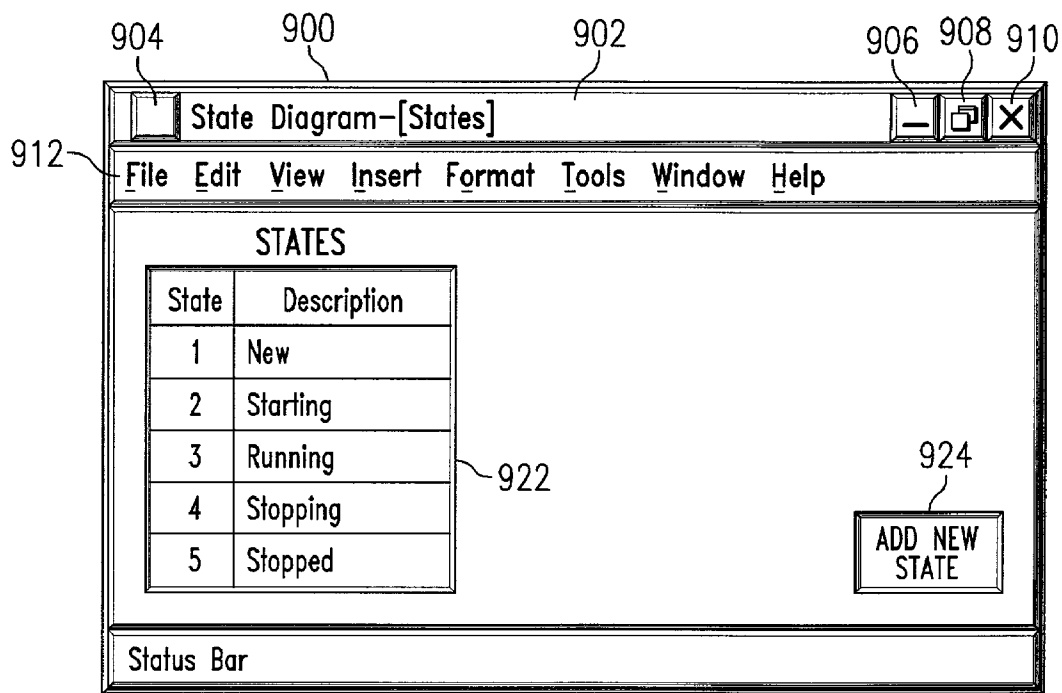 904 900 902 906 908 910
State Diagram-[States]
912
File Edit View Insert Format Tools Window Help
STATES
State Description
1 New
2 Starting
3 Running
4 Stopping
5 Stopped
922
924
ADD NEW
STATE
Status Bar